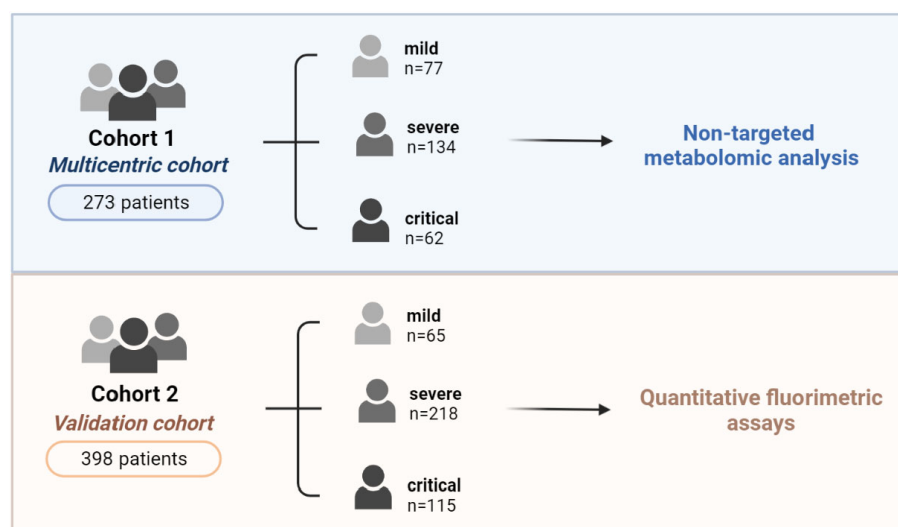 Cohort 1
Multicentric cohort
273 patients
mild
n=77
severe
n=134
critical
n=62
Non-targeted
metabolomic analysis
Cohort 2
Validation cohort
398 patients
mild
n=65
severe
n=218
critical
n=115
Quantitative fluorimetric
assays